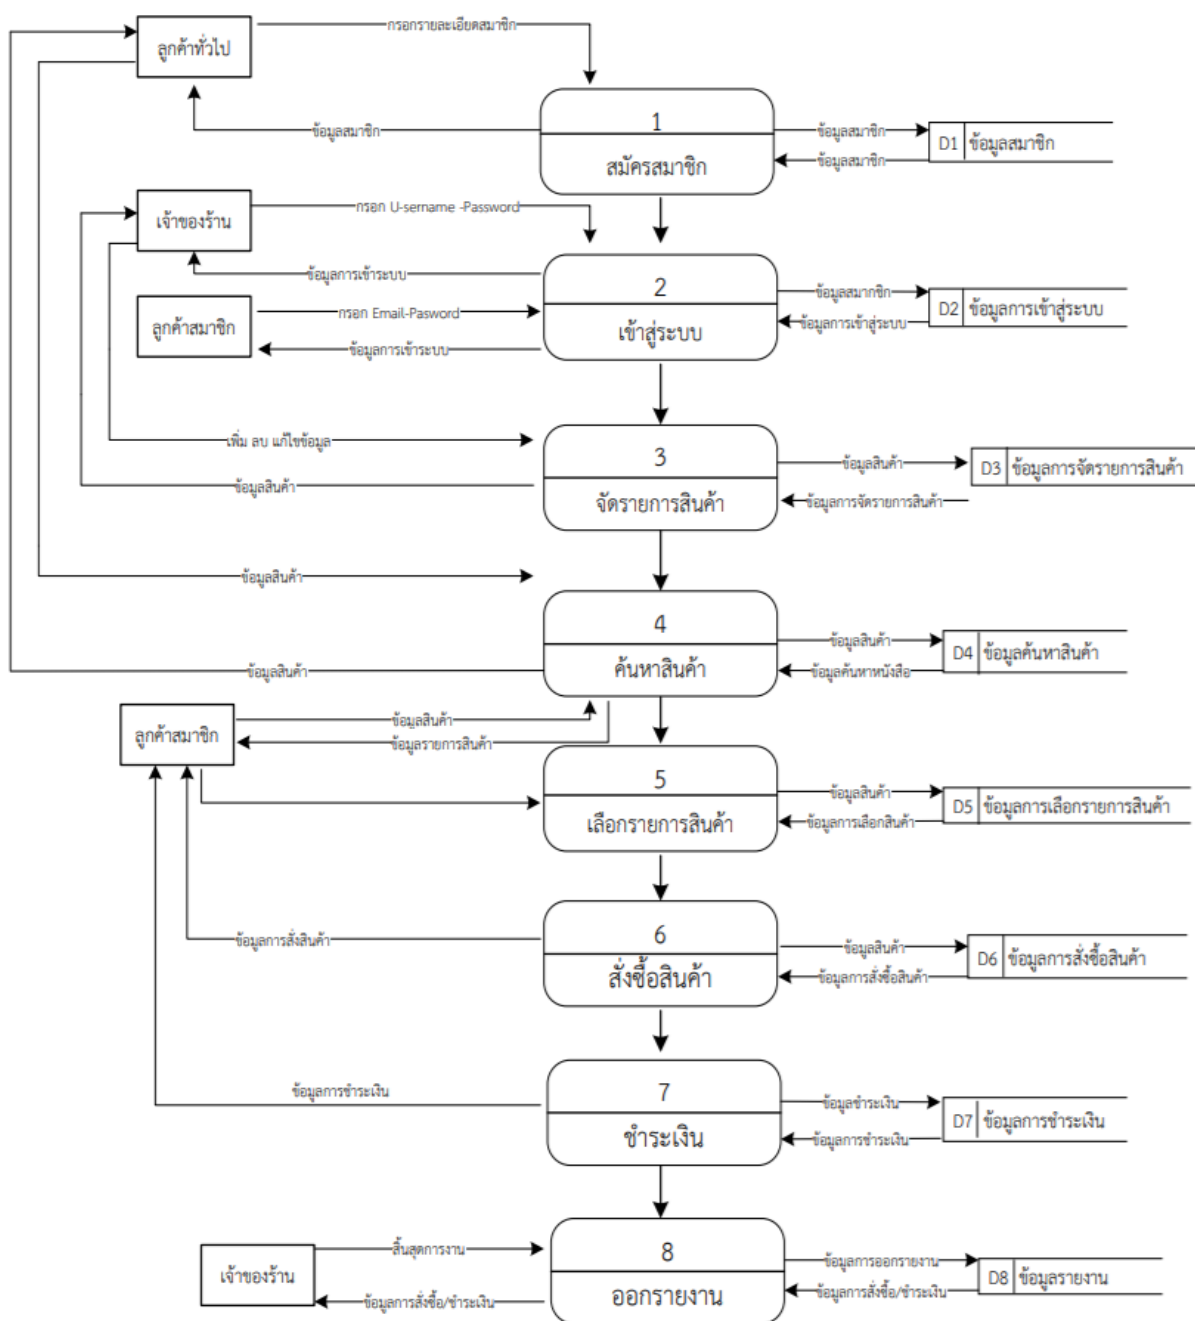 กรอกรายละเอียดสมาชิก
ลูกค้าทั่วไป
1
ข้อมูลสมาชิก
ข้อมูลสมาชิก
D1 ข้อมูลสมาชิก
ข้อมูลสมาชิก
สมัครสมาชิก
กรอก U-sername -Password
เจ้าของร้าน
ข้อมูลการเข้าระบบ
2
ข้อมูลสมากชิก
D2 ข้อมูลการเข้าสู่ระบบ
ลูกค้าสมาชิก
กรอก Email-Pasword
ข้อมูลการเข้าสู่ระบบ
เข้าสู่ระบบ
ข้อมูลการเข้าระบบ
เพิ่ม ลบ แก้ไขข้อมูล
3
ข้อมูลสินค้า
D3 ข้อมูลการจัดรายการสินค้า
ข้อมูลสินค้า
จัดรายการสินค้า
ข้อมูลการจัดรายการสินค้า
ข้อมูลสินค้า
4
ข้อมูลสินค้า
D4 ข้อมูลค้นหาสินค้า
ข้อมูลสินค้า
ค้นหาสินค้า
ข้อมูลค้นหาหนังสือ
ข้อมูลสินค้า
ลูกค้าสมาชิก
ข้อมูลรายการสินค้า
5
ข้อมูลสินค้า
D5 ข้อมูลการเลือกรายการสินค้า
เลือกรายการสินค้า
ข้อมูลการเลือกสินค้า
6
ข้อมูลการสั่งสินค้า
ข้อมูลสินค้า
D6 ข้อมูลการสั่งซื้อสินค้า
สั่งซื้อสินค้า
ข้อมูลการสั่งซื้อสินค้า
7
ข้อมูลการชำระเงิน
ข้อมูลชำระเงิน
D7 ข้อมูลการชำระเงิน
ชำระเงิน
ข้อมูลการชำระเงิน
สิ้นสุดการงาน
8
ข้อมูลการออกรายงาน
เจ้าของร้าน
D8 ข้อมูลรายงาน
ข้อมูลการสั่งซื้อ/ชำระเงิน
ออกรายงาน
ข้อมูลการสั่งซื้อ/ชำระเงิน